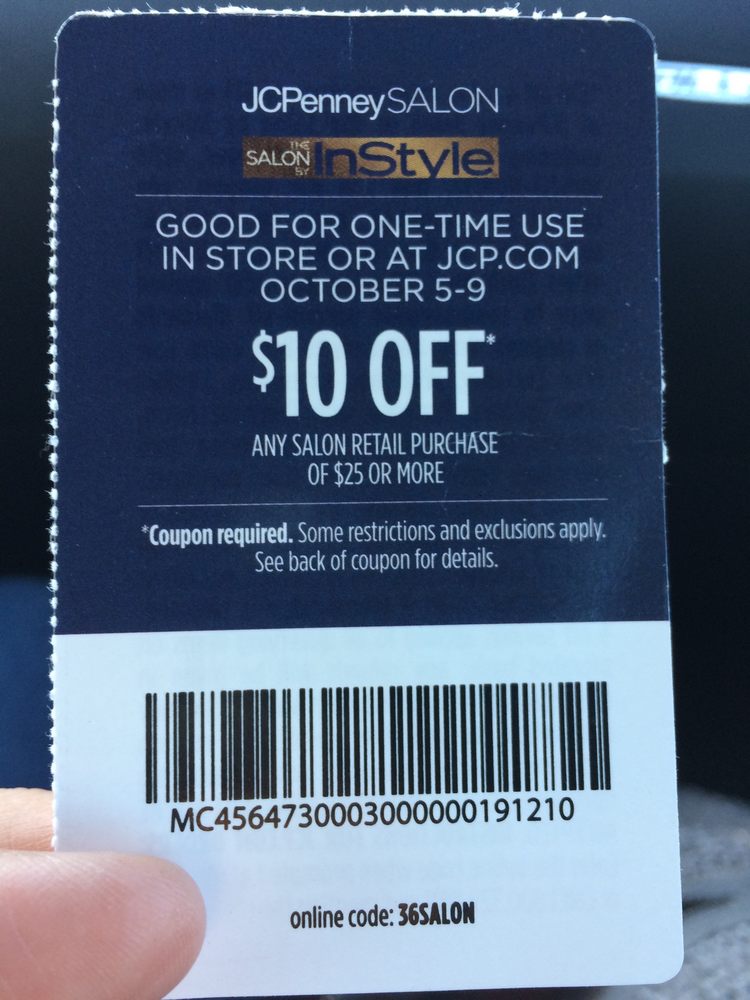 JCPenney SALON
THE SALON BY InStyle
GOOD FOR ONE-TIME USE
IN STORE OR AT JCP.COM
OCTOBER 5-9
$10 OFF*
ANY SALON RETAIL PURCHASE
OF $25 OR MORE
*Coupon required. Some restrictions and exclusions apply.
See back of coupon for details.
MC4564730003000000191210
online code: 36SALON